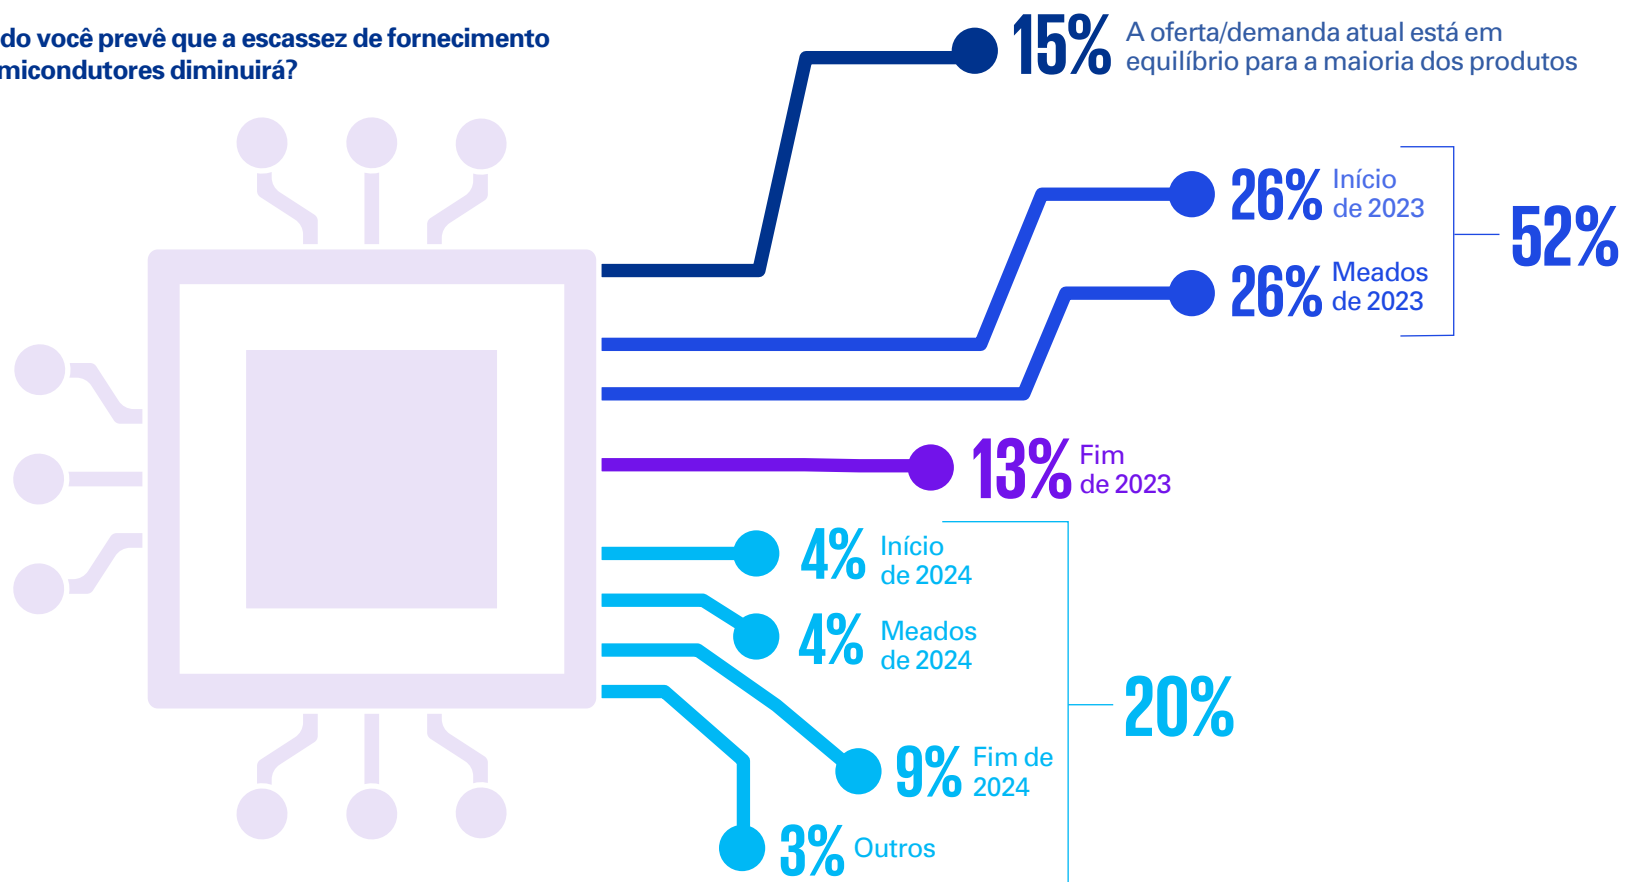 do você prevê que a escassez de fornecimento
micondutores diminuirá?
15% A oferta/demanda atual está em
equilíbrio para a maioria dos produtos
26% Início
de 2023
26% Meados
de 2023
52%
13% Fim
de 2023
4% Início
de 2024
4% Meados
de 2024
9% Fim de
2024
3% Outros
20%